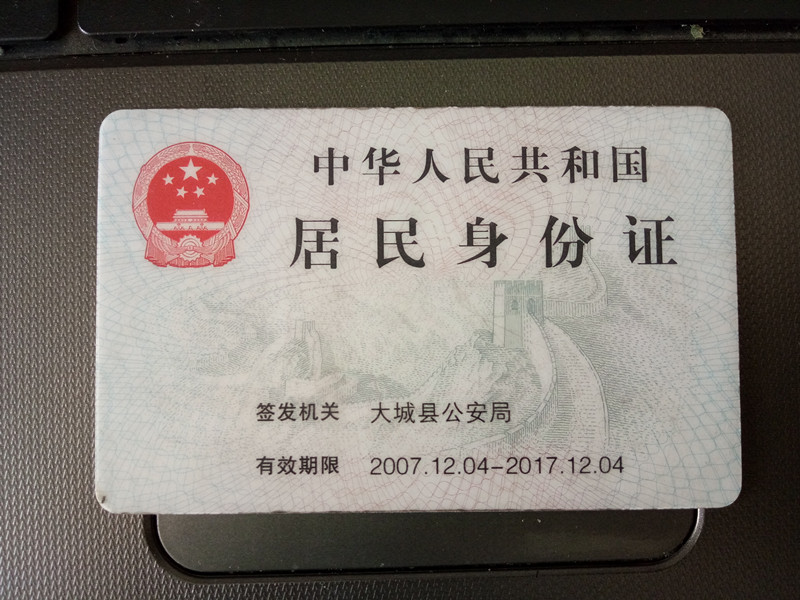 中华人民共和国
居民身份证
签发机关 大城县公安局
有效期限 2007.12.04-2017.12.04